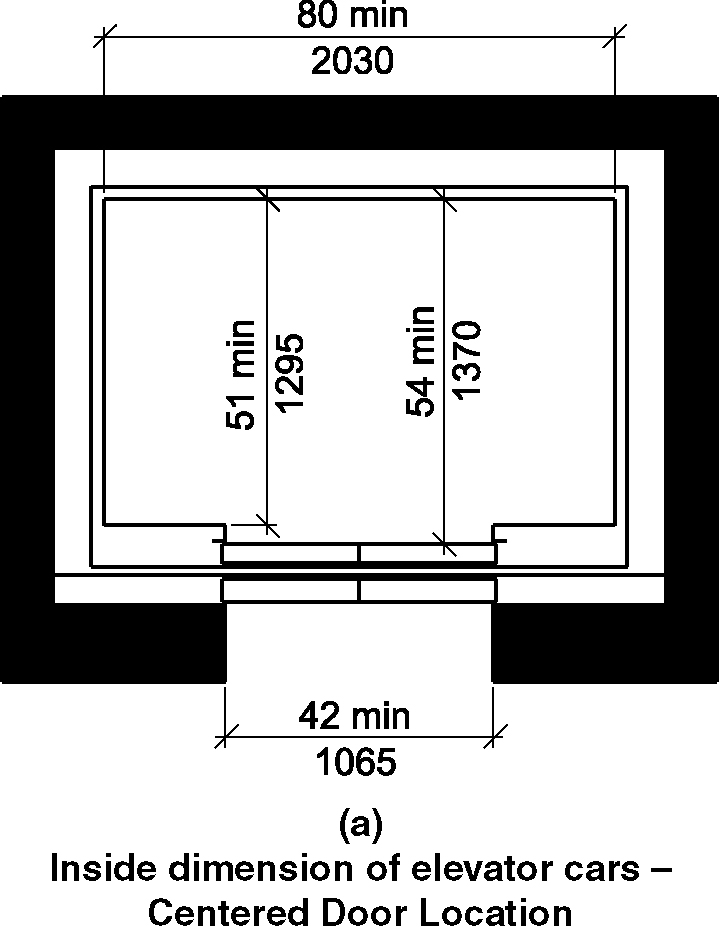 80 min
2030
51 min
1295
54 min
1370
42 min
1065
(a)
Inside dimension of elevator cars –
Centered Door Location